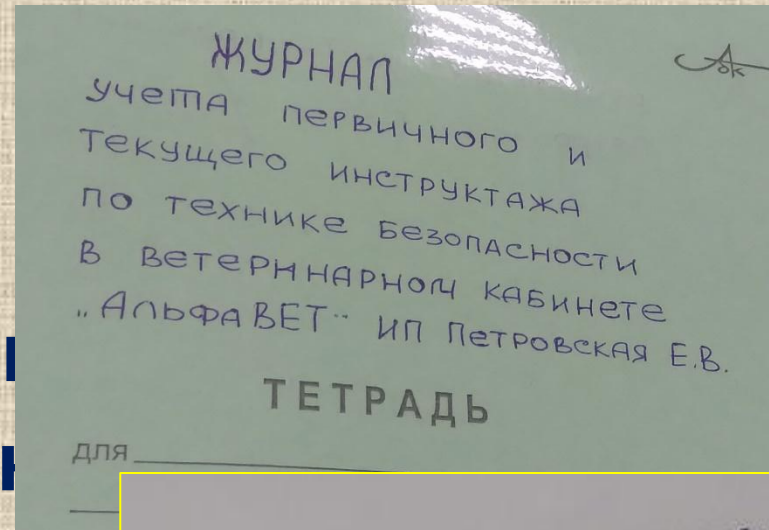 ЖУРНАЛ
учета первичного и
текущего инструктажа
по технике безопасности
в ветеринарном кабинете
„АльфаВЕТ" ИП Петровская Е.В.
ТЕТРАДЬ
для